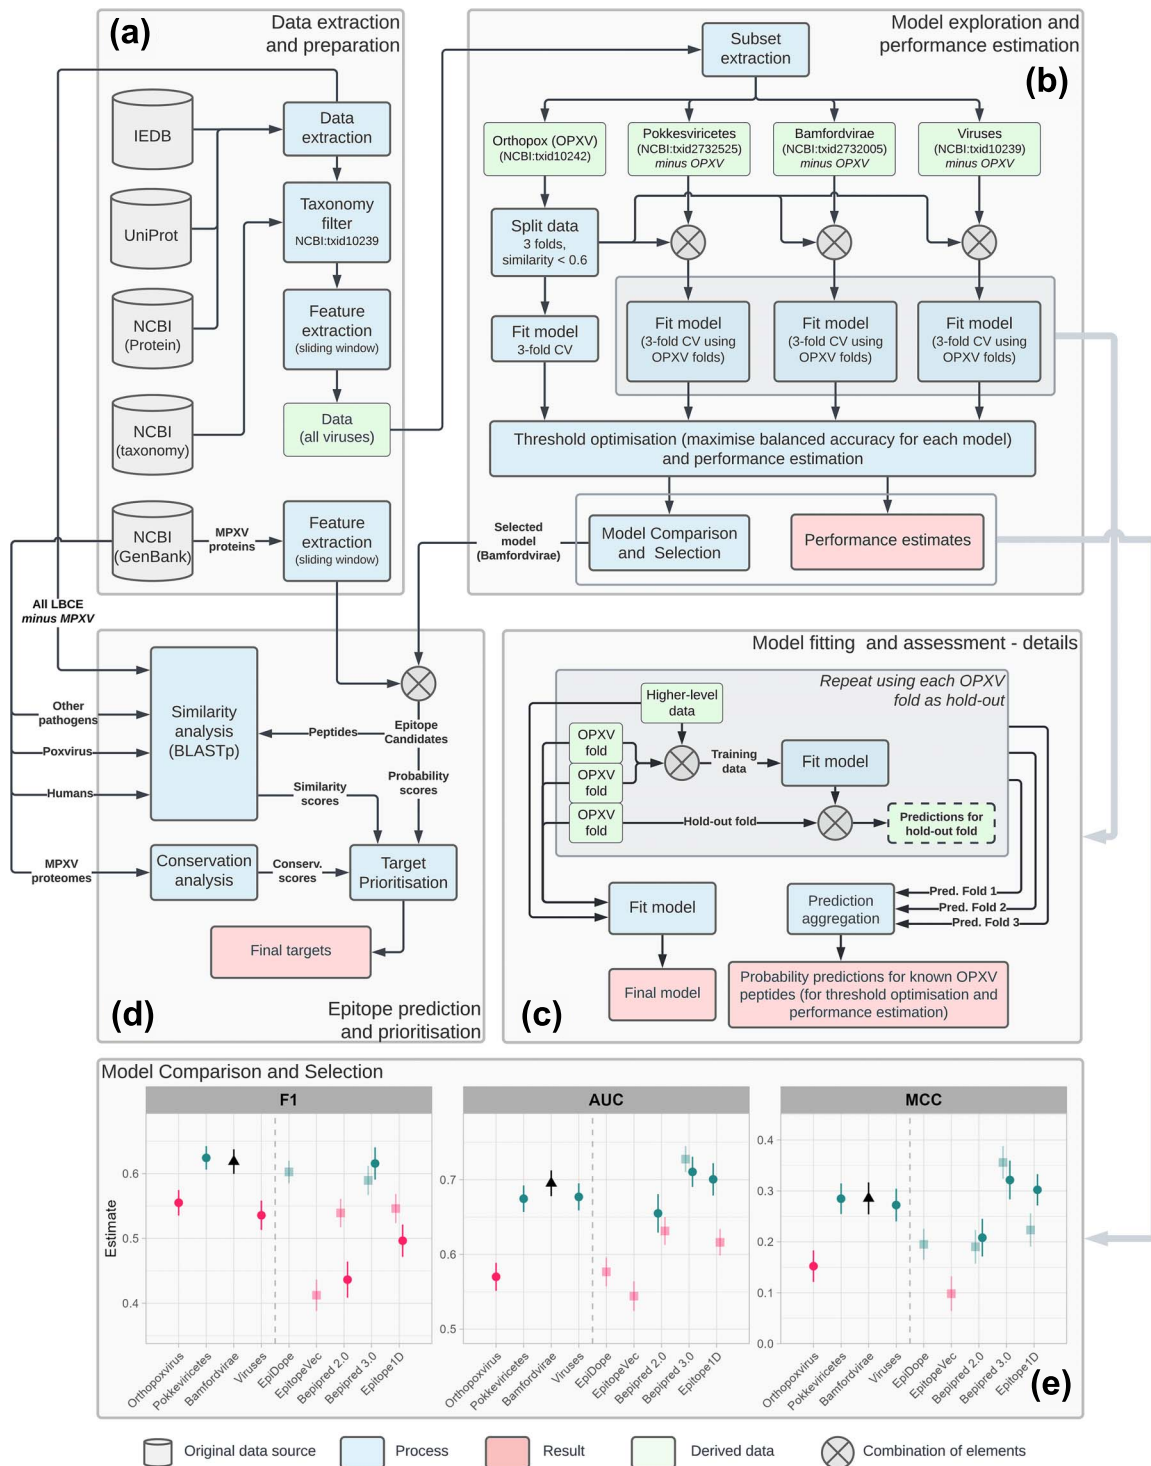 (a)
Data extraction
and preparation
IEDB
UniProt
NCBI
(Protein)
NCBI
(taxonomy)
NCBI
(GenBank)
Data
extraction
Taxonomy
filter
NCBI:txid10239
Feature
extraction
(sliding window)
Data
(all viruses)
MPXV
proteins
Feature
extraction
(sliding window)
Model exploration and
performance estimation
(b)
Subset
extraction
Orthopox (OPXV)
(NCBI:txid10242)
Pokkesviricetes
(NCBI:txid2732525)
minus OPXV
Bamfordvirae
(NCBI:txid2732005)
minus OPXV
Viruses
(NCBI:txid10239)
minus OPXV
Split data
3 folds,
similarity < 0.6
Fit model
3-fold CV
Fit model
(3-fold CV using
OPXV folds)
Fit model
(3-fold CV using
OPXV folds)
Fit model
(3-fold CV using
OPXV folds)
Threshold optimisation (maximise balanced accuracy for each model)
and performance estimation
Selected
model
(Bamfordvirae)
Model Comparison
and Selection
Performance estimates
All LBCE
minus MPXV
Other
pathogens
Poxvirus
Humans
MPXV
proteomes
Similarity
analysis
(BLASTp)
Peptides
Epitope
Candidates
Probability
scores
Similarity
scores
Conservation
analysis
Conserv.
scores
Target
Prioritisation
Final targets
(d)
Epitope prediction
and prioritisation
Model fitting and assessment - details
Repeat using each OPXV
fold as hold-out
Higher-level
data
OPXV
fold
OPXV
fold
OPXV
fold
Training
data
Fit model
Hold-out fold
Predictions for
hold-out fold
Fit model
Final model
Prediction
aggregation
Pred. Fold 1
Pred. Fold 2
Pred. Fold 3
Probability predictions for known OPXV
peptides (for threshold optimisation and
performance estimation)
(c)
Model Comparison and Selection
F1
AUC
MCC
Estimate
0.6
0.5
0.4
0.7
0.6
0.5
0.4
0.3
0.2
0.1
0.0
Orthopoxvirus
Pokkeviricetes
Bamfordvirae
Viruses
EpiDope
EpitopeVec
Bepipred 2.0
Bepipred 3.0
Epitope1D
Orthopoxvirus
Pokkeviricetes
Bamfordvirae
Viruses
EpiDope
EpitopeVec
Bepipred 2.0
Bepipred 3.0
Epitope1D
Orthopoxvirus
Pokkeviricetes
Bamfordvirae
Viruses
EpiDope
EpitopeVec
Bepipred 2.0
Bepipred 3.0
Epitope1D
(e)
Original data source
Process
Result
Derived data
Combination of elements